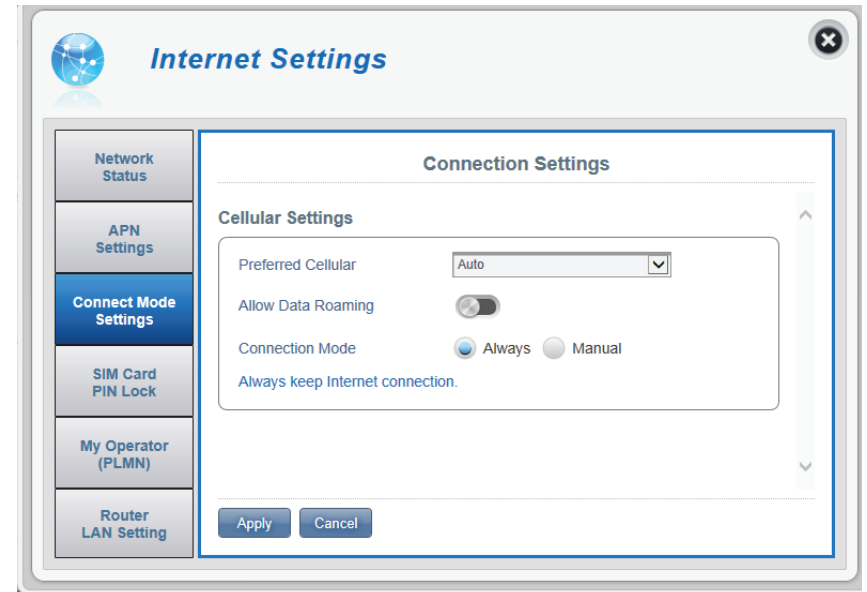 Internet Settings
Network
Status
APN
Settings
Connect Mode
Settings
SIM Card
PIN Lock
My Operator
(PLMN)
Router
LAN Setting
Connection Settings
Cellular Settings
Preferred Cellular Auto
Allow Data Roaming
Connection Mode Always Manual
Always keep Internet connection.
Apply Cancel